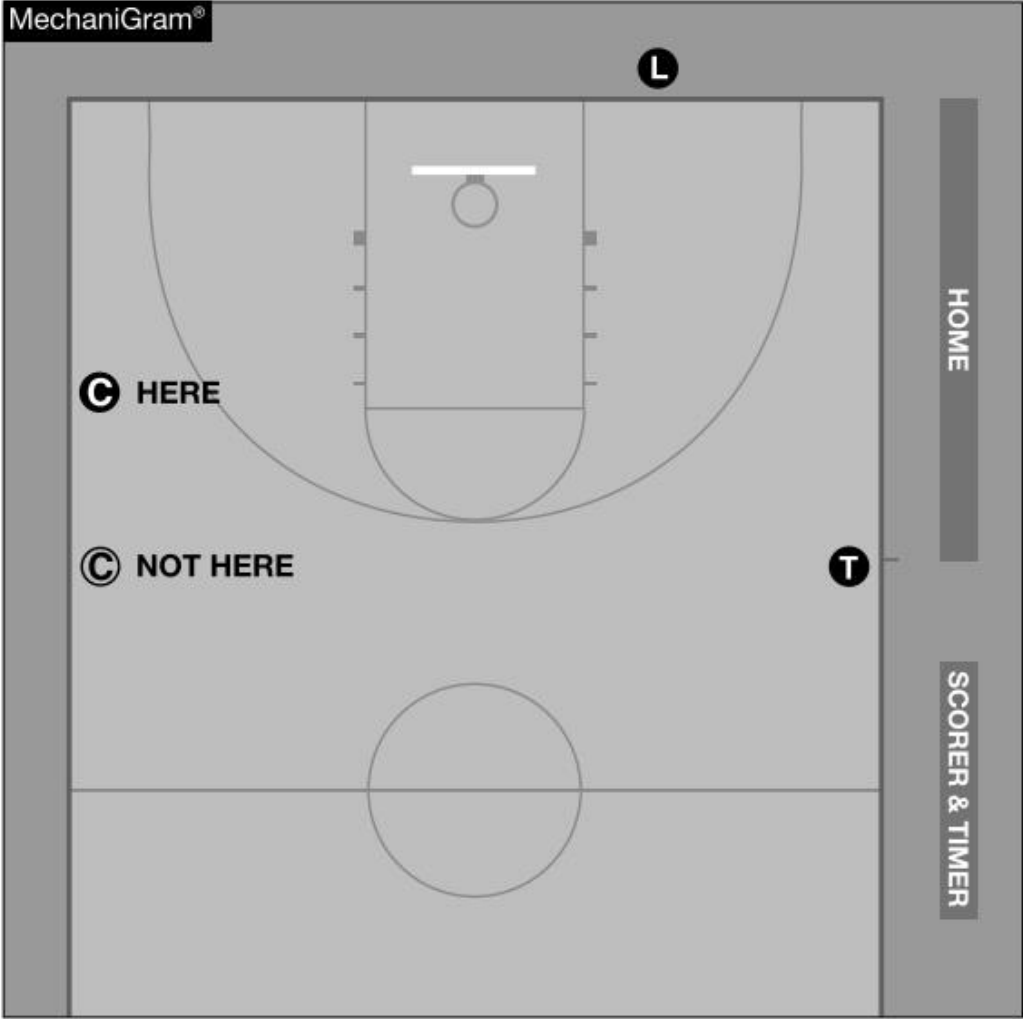 MechaniGram®
L
HOME
C HERE
C NOT HERE
T
SCORER & TIMER